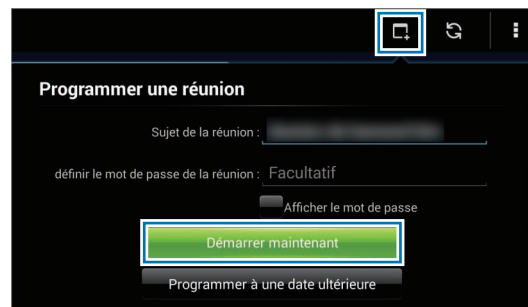 Programmer une réunion
Sujet de la réunion :
définir le mot de passe de la réunion : Facultatif
Afficher le mot de passe
Démarrer maintenant
Programmer à une date ultérieure